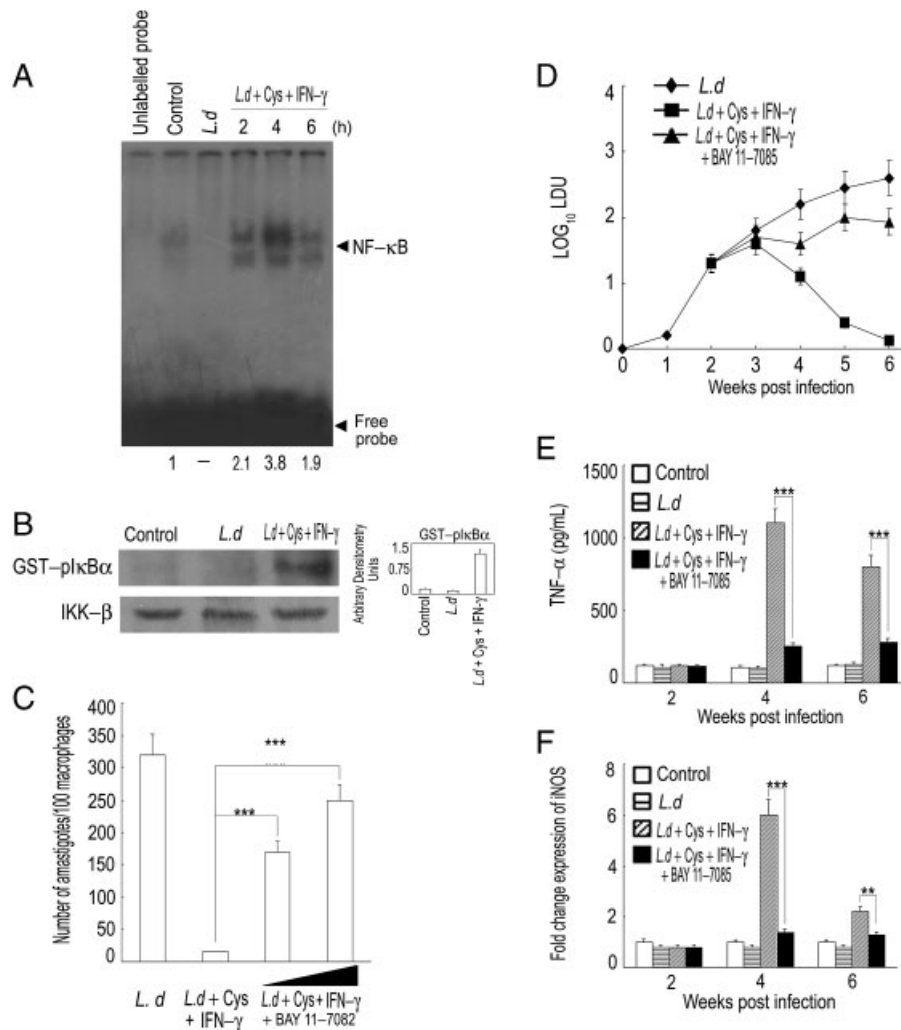 A
Unlabelled probe
Control
L.d
L.d + Cys + IFN–γ
2 4 6 (h)
NF–κB
Free
probe
1 – 2.1 3.8 1.9
B
Control L.d L.d + Cys + IFN–γ
GST–pIκBα
IKK–β
GST–pIκBα
Arbitrary Densitometry
Units
1.5
0.75
0
Control
L.d
L.d + Cys + IFN–γ
C
Number of amastigotes/100 macrophages
400
350
300
250
200
150
100
50
0
***
***
L. d
L.d + Cys
+ IFN–γ
L.d + Cys + IFN–γ
+ BAY 11–7082
D
L.d
L.d + Cys + IFN–γ
L.d + Cys + IFN–γ
+ BAY 11–7085
LOG10 LDU
4
3
2
1
0
0 1 2 3 4 5 6
Weeks post infection
E
Control
L.d
L.d + Cys + IFN–γ
L.d + Cys + IFN–γ
+ BAY 11–7085
TNF–α (pg/mL)
1500
1000
500
0
***
***
2 4 6
Weeks post infection
F
Control
L.d
L.d + Cys + IFN–γ
L.d + Cys + IFN–γ
+ BAY 11–7085
Fold change expression of iNOS
8
6
4
2
0
***
**
2 4 6
Weeks post infection